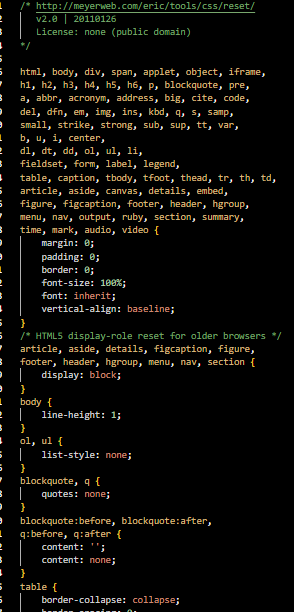 /* http://meyerweb.com/eric/tools/css/reset/
v2.0 | 20110126
License: none (public domain)
*/
html, body, div, span, applet, object, iframe,
h1, h2, h3, h4, h5, h6, p, blockquote, pre,
a, abbr, acronym, address, big, cite, code,
del, dfn, em, img, ins, kbd, q, s, samp,
small, strike, strong, sub, sup, tt, var,
b, u, i, center,
dl, dt, dd, ol, ul, li,
fieldset, form, label, legend,
table, caption, tbody, tfoot, thead, tr, th, td,
article, aside, canvas, details, embed,
figure, figcaption, footer, header, hgroup,
menu, nav, output, ruby, section, summary,
time, mark, audio, video {
margin: 0;
padding: 0;
border: 0;
font-size: 100%;
font: inherit;
vertical-align: baseline;
}
/* HTML5 display-role reset for older browsers */
article, aside, details, figcaption, figure,
footer, header, hgroup, menu, nav, section {
display: block;
}
body {
line-height: 1;
}
ol, ul {
list-style: none;
}
blockquote, q {
quotes: none;
}
blockquote:before, blockquote:after,
q:before, q:after {
content: '';
content: none;
}
table {
border-collapse: collapse;